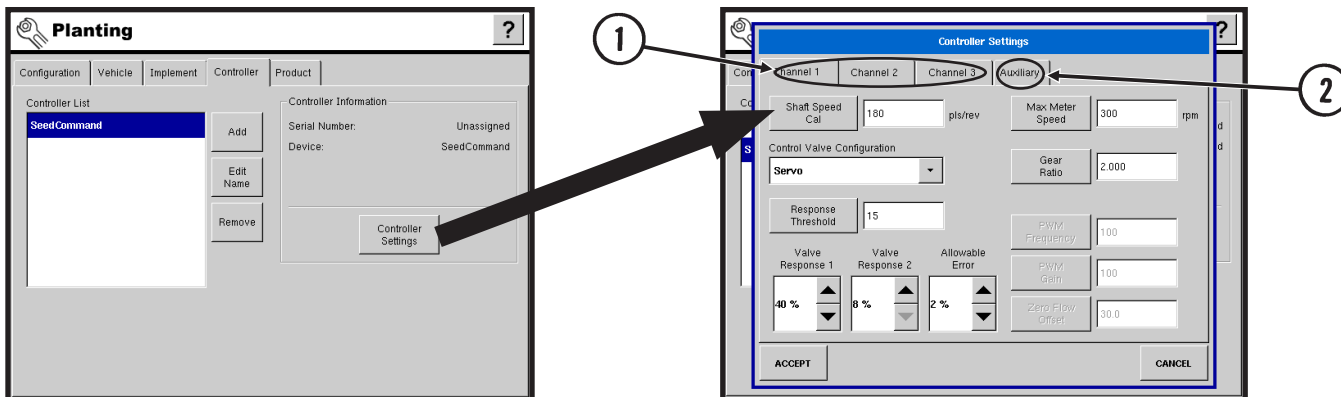 Planting
?
Configuration Vehicle Implement Controller Product
Controller List
SeedCommand
Add
Edit
Name
Remove
Controller Information
Serial Number: Unassigned
Device: SeedCommand
Controller
Settings
1
2
?
Con
Co
S
d
d
Controller Settings
Channel 1 Channel 2 Channel 3 Auxiliary
Shaft Speed
Cal
180 pls/rev
Max Meter
Speed
300 rpm
Control Valve Configuration
Servo
Gear
Ratio
2.000
Response
Threshold
15
PWM
Frequency
100
Valve
Response 1
Valve
Response 2
Allowable
Error
40 %
8 %
2 %
PWM
Gain
100
Zero Flow
Offset
30.0
ACCEPT
CANCEL